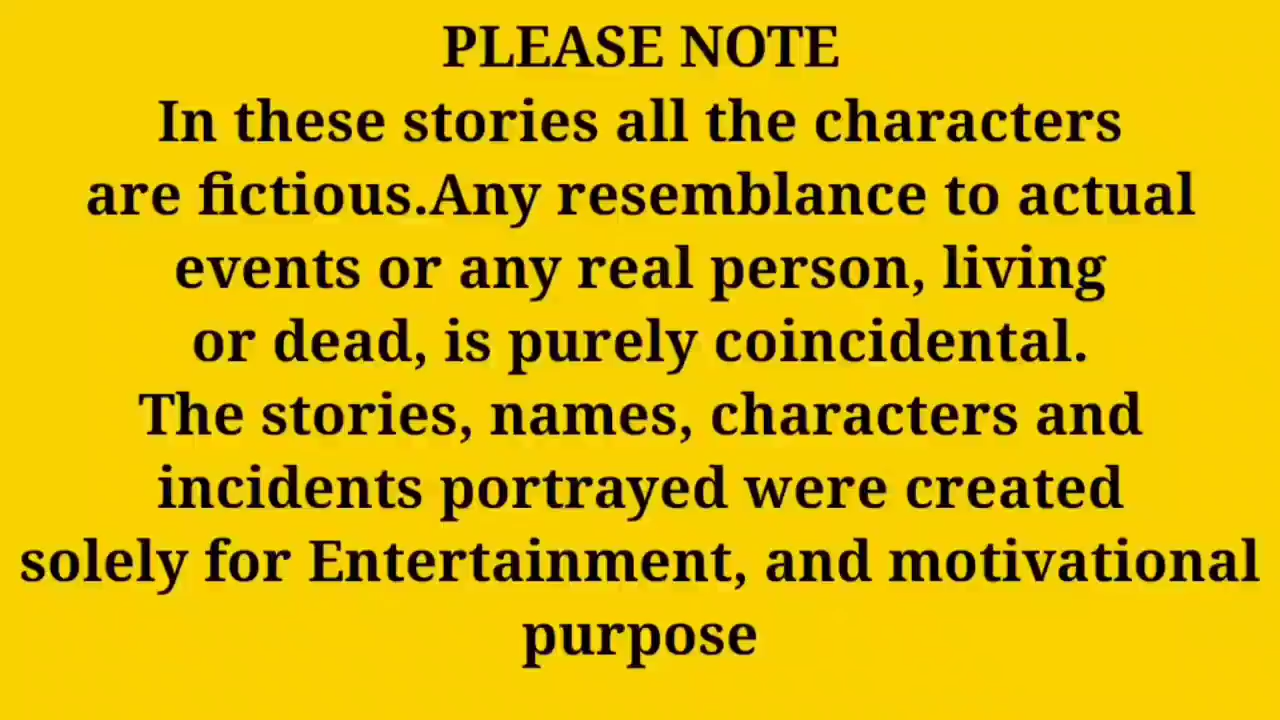 PLEASE NOTE
In these stories all the characters
are fictious.Any resemblance to actual
events or any real person, living
or dead, is purely coincidental.
The stories, names, characters and
incidents portrayed were created
solely for Entertainment, and motivational
purpose